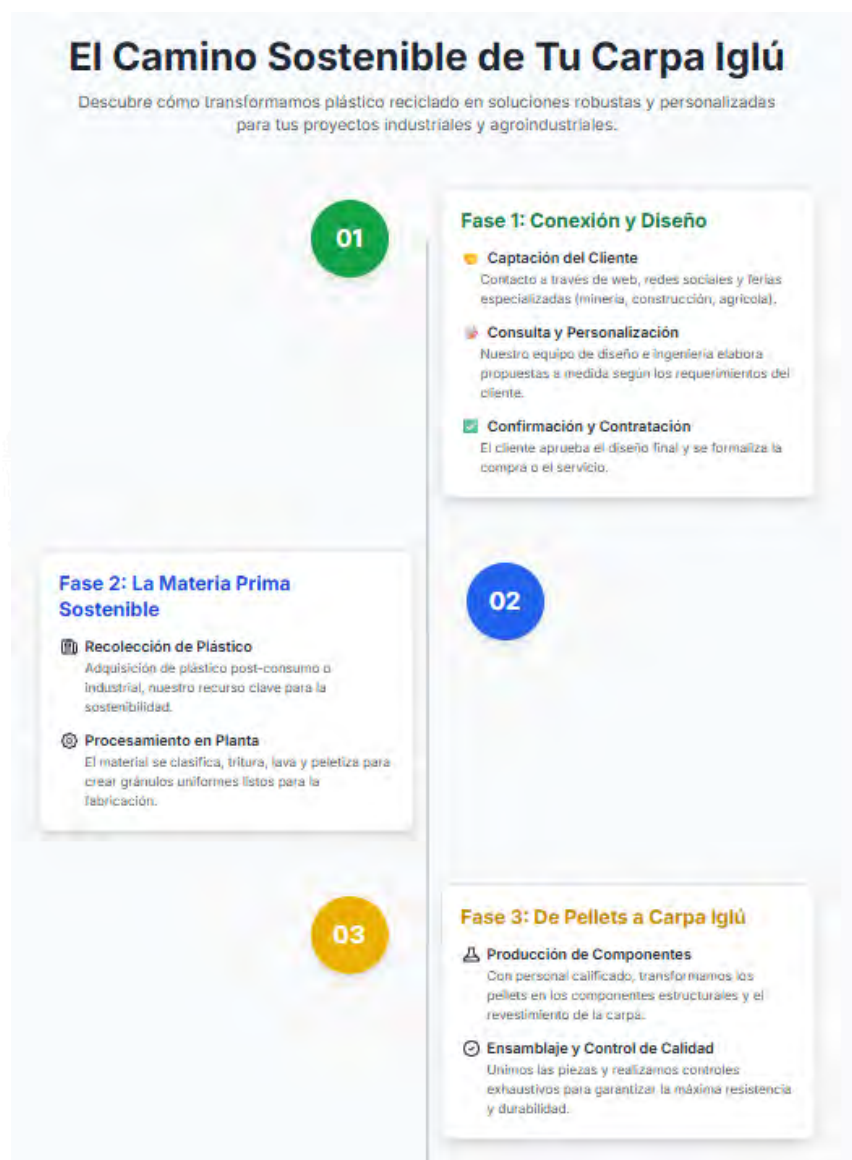 El Camino Sostenible de Tu Carpa Iglú
Descubre cómo transformamos plástico reciclado en soluciones robustas y personalizadas
para tus proyectos industriales y agroindustriales.
01
Fase 1: Conexión y Diseño
Captación del Cliente
Contacto a través de web, redes sociales y ferias
especializadas (minería, construcción, agrícola).
Consulta y Personalización
Nuestro equipo de diseño e ingeniería elabora
propuestas a medida según los requerimientos del
cliente.
Confirmación y Contratación
El cliente aprueba el diseño final y se formaliza la
compra o el servicio.
Fase 2: La Materia Prima
Sostenible
02
Recolección de Plástico
Adquisición de plástico post-consumo o
industrial, nuestro recurso clave para la
sostenibilidad.
Procesamiento en Planta
El material se clasifica, tritura, lava y peletiza para
crear gránulos uniformes listos para la
fabricación.
03
Fase 3: De Pellets a Carpa Iglú
Producción de Componentes
Con personal calificado, transformamos los
pellets en los componentes estructurales y el
revestimiento de la carpa.
Ensamblaje y Control de Calidad
Unimos las piezas y realizamos controles
exhaustivos para garantizar la máxima resistencia
y durabilidad.